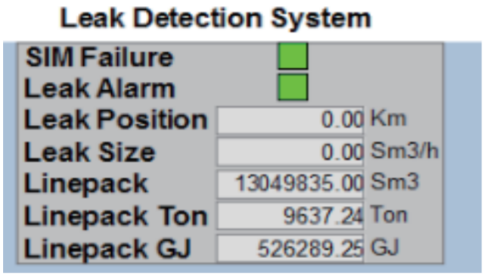 Leak Detection System
SIM Failure
Leak Alarm
Leak Position 0.00 Km
Leak Size 0.00 Sm3/h
Linepack 13049835.00 Sm3
Linepack Ton 9637.24 Ton
Linepack GJ 526289.25 GJ